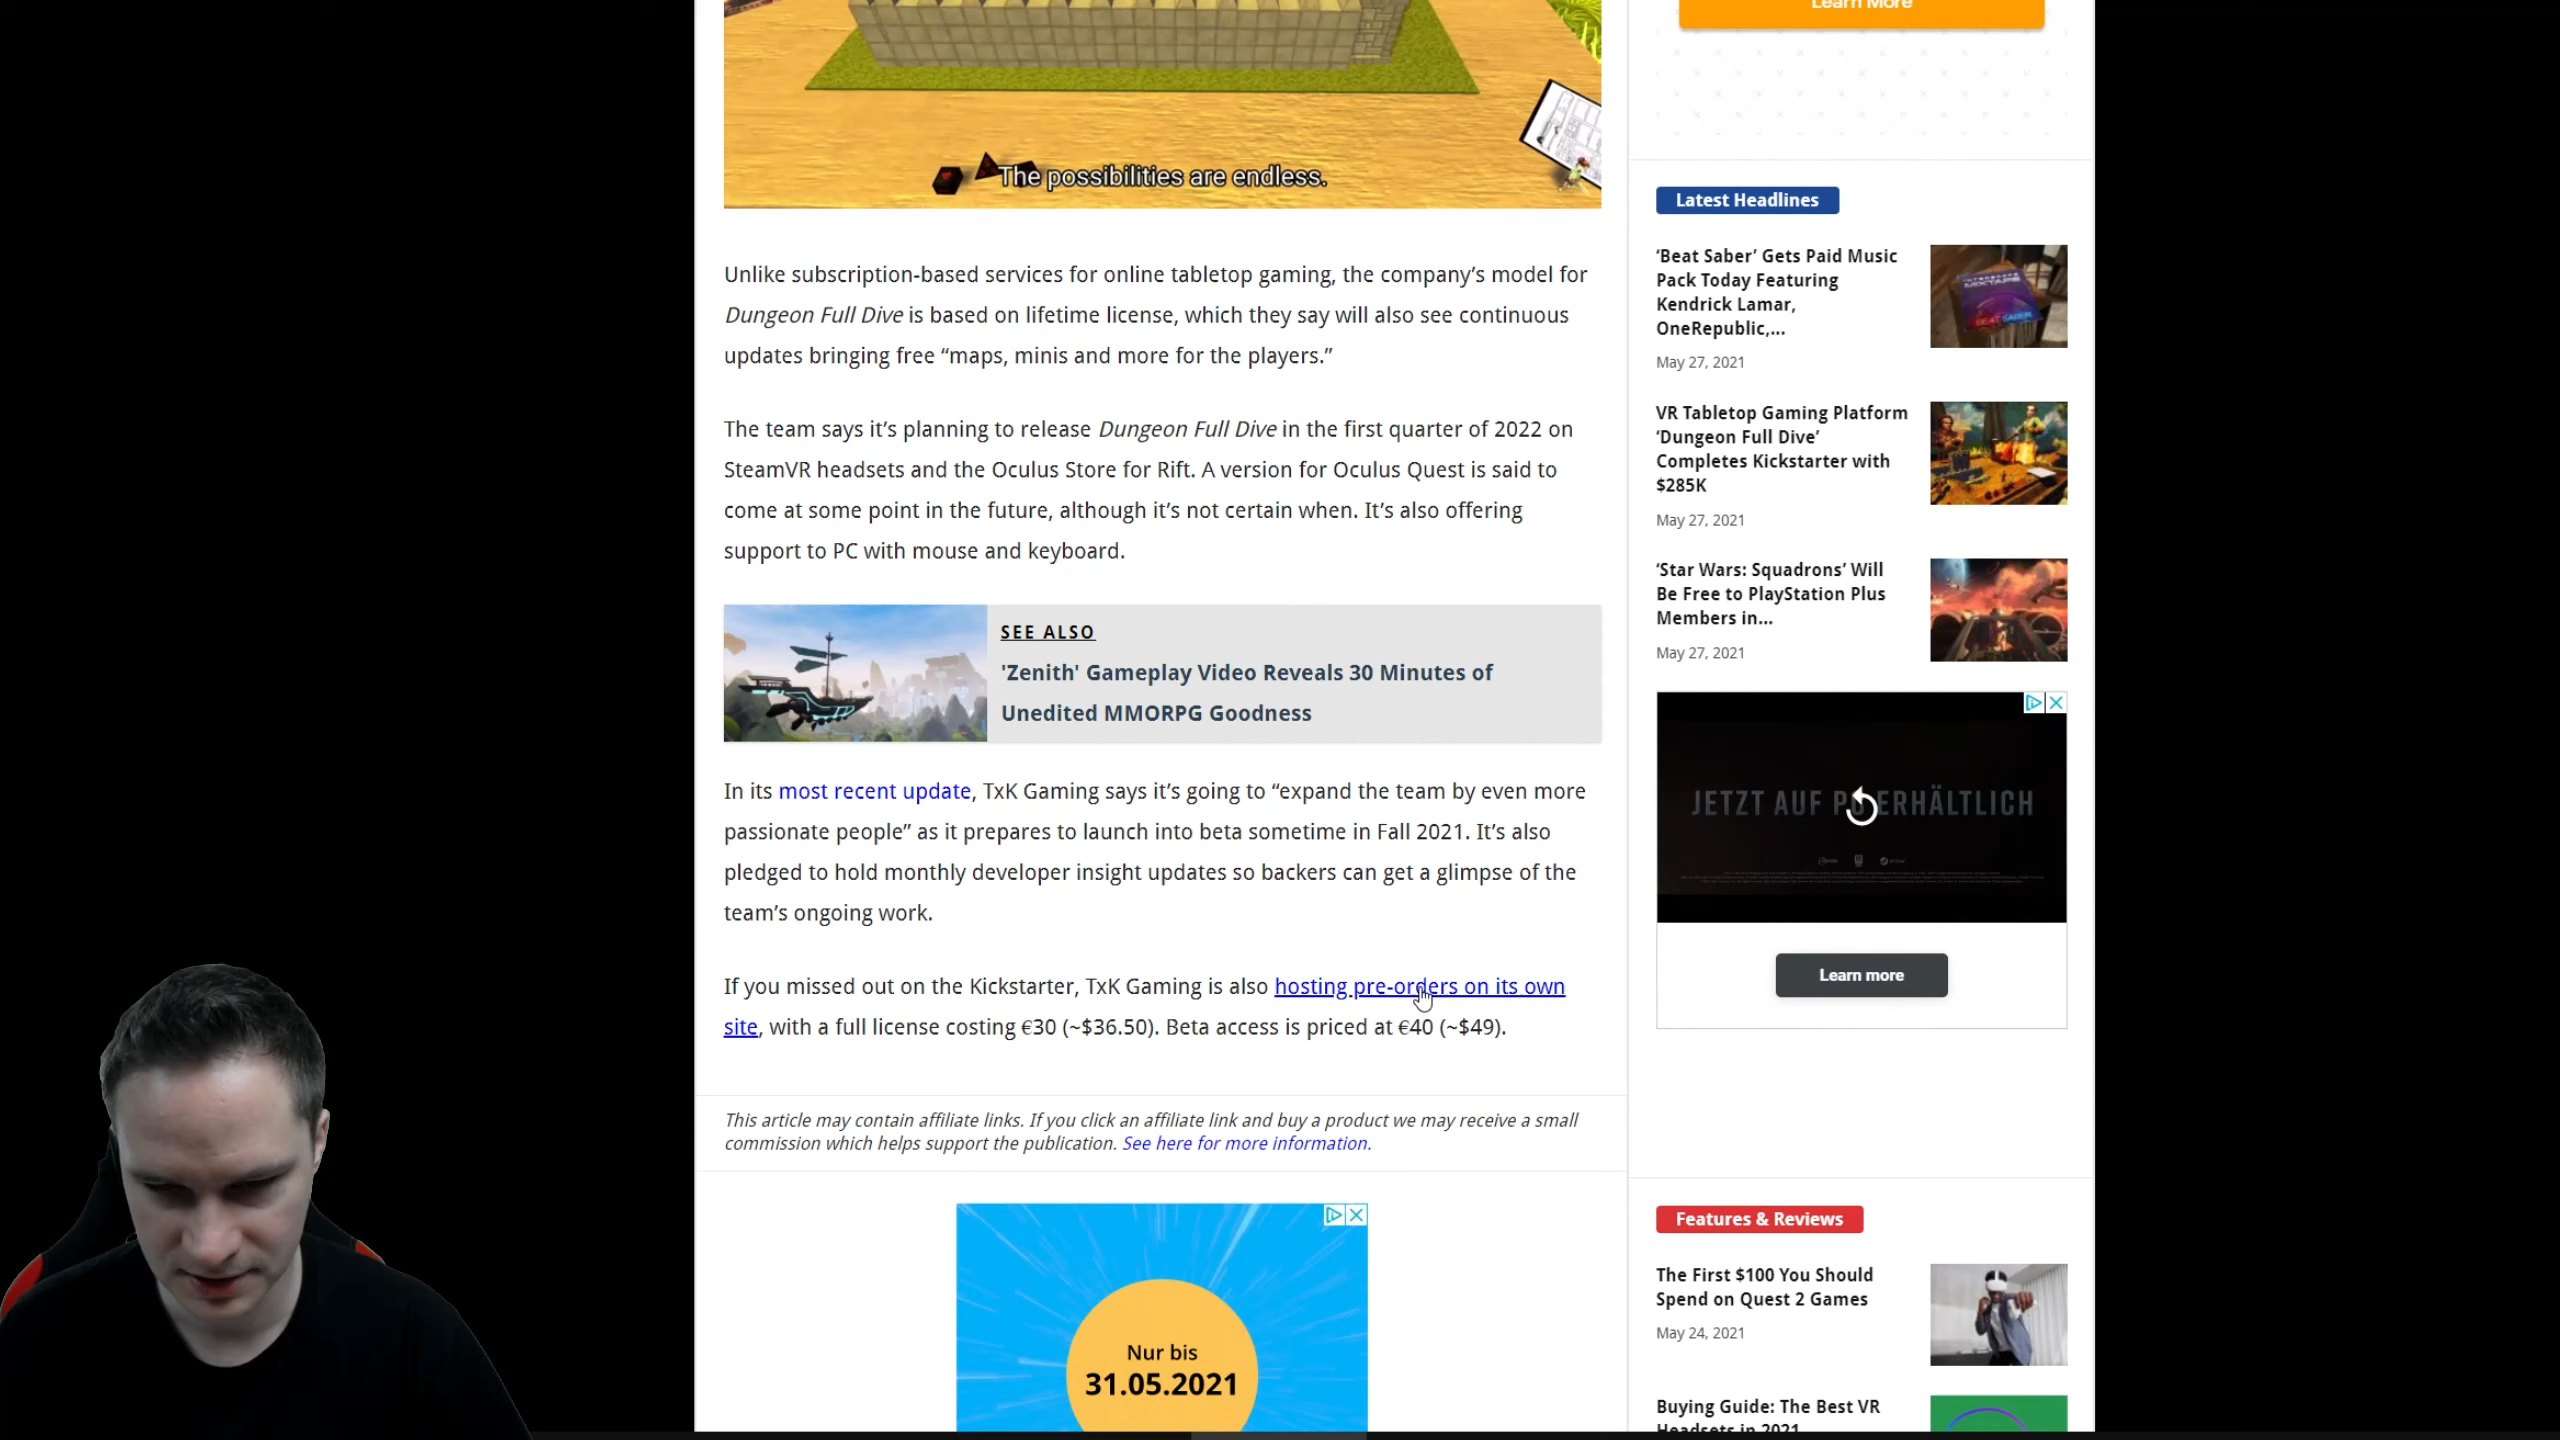 The possibilities are endless.
Unlike subscription-based services for online tabletop gaming, the company’s model for
Dungeon Full Dive is based on lifetime license, which they say will also see continuous
updates bringing free “maps, minis and more for the players.”
The team says it’s planning to release Dungeon Full Dive in the first quarter of 2022 on
SteamVR headsets and the Oculus Store for Rift. A version for Oculus Quest is said to
come at some point in the future, although it’s not certain when. It’s also offering
support to PC with mouse and keyboard.
SEE ALSO
'Zenith' Gameplay Video Reveals 30 Minutes of
Unedited MMORPG Goodness
In its most recent update, TxK Gaming says it’s going to “expand the team by even more
passionate people” as it prepares to launch into beta sometime in Fall 2021. It’s also
pledged to hold monthly developer insight updates so backers can get a glimpse of the
team’s ongoing work.
If you missed out on the Kickstarter, TxK Gaming is also hosting pre-orders on its own
site, with a full license costing €30 (~$36.50). Beta access is priced at €40 (~$49).
This article may contain affiliate links. If you click an affiliate link and buy a product we may receive a small
commission which helps support the publication. See here for more information.
Nur bis
31.05.2021
Learn More
Latest Headlines
‘Beat Saber’ Gets Paid Music
Pack Today Featuring
Kendrick Lamar,
OneRepublic,...
May 27, 2021
VR Tabletop Gaming Platform
‘Dungeon Full Dive’
Completes Kickstarter with
$285K
May 27, 2021
‘Star Wars: Squadrons’ Will
Be Free to PlayStation Plus
Members in...
May 27, 2021
JETZT AUF PC ERHÄLTLICH
Learn more
Features & Reviews
The First $100 You Should
Spend on Quest 2 Games
May 24, 2021
Buying Guide: The Best VR
Headsets in 2021